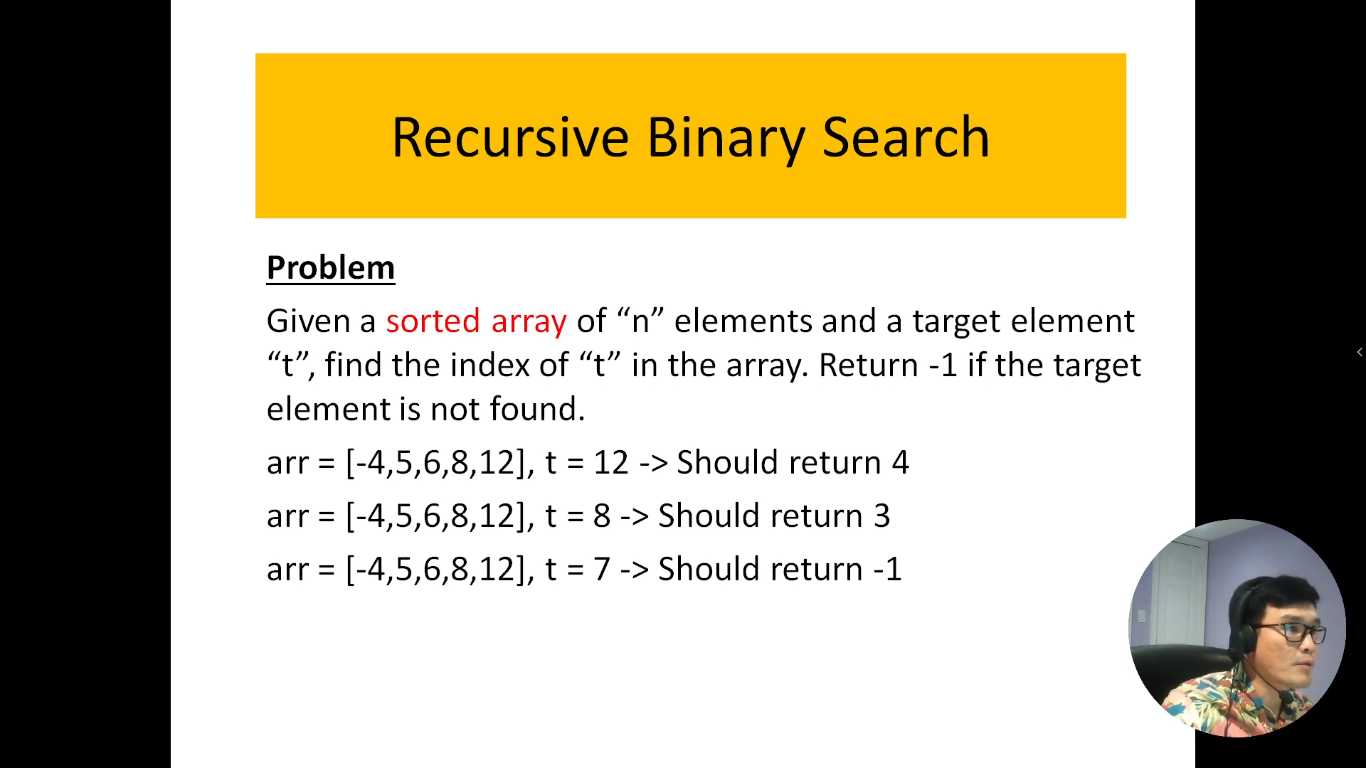 Recursive Binary Search
Problem
Given a sorted array of “n” elements and a target element
“t”, find the index of “t” in the array. Return -1 if the target
element is not found.
arr = [-4,5,6,8,12], t = 12 -> Should return 4
arr = [-4,5,6,8,12], t = 8 -> Should return 3
arr = [-4,5,6,8,12], t = 7 -> Should return -1